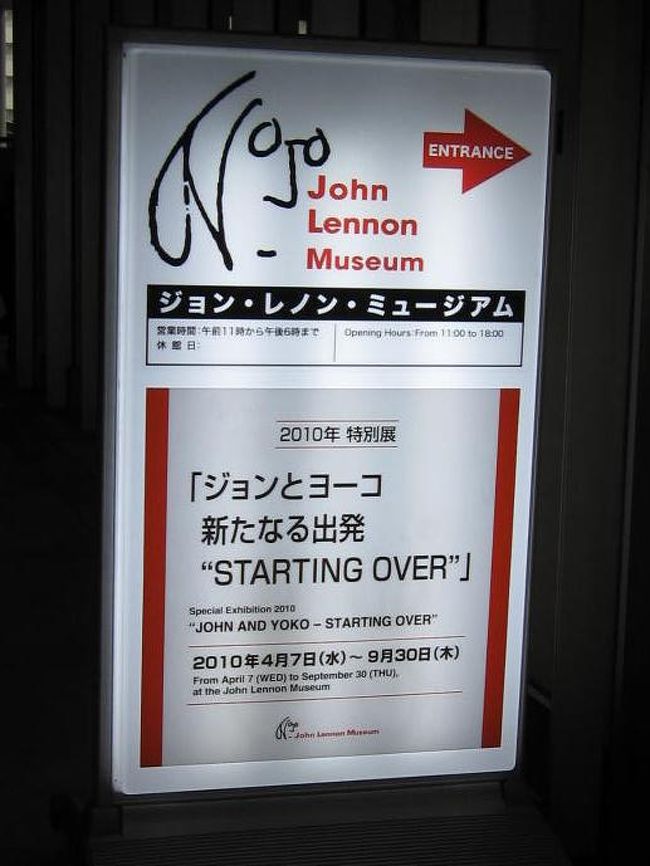 ENTRANCE
John
Lennon
Museum
ジョン・レノン・ミュージアム
営業時間:午前11時から午後6時まで
休館日:
Opening Hours:From 11:00 to 18:00
2010年 特別展
「ジョンとヨーコ
新たなる出発
“STARTING OVER”」
Special Exhibition 2010
“JOHN AND YOKO – STARTING OVER”
2010年4月7日(水)~9月30日(木)
From April 7 (WED) to September 30 (THU),
at the John Lennon Museum
John Lennon Museum